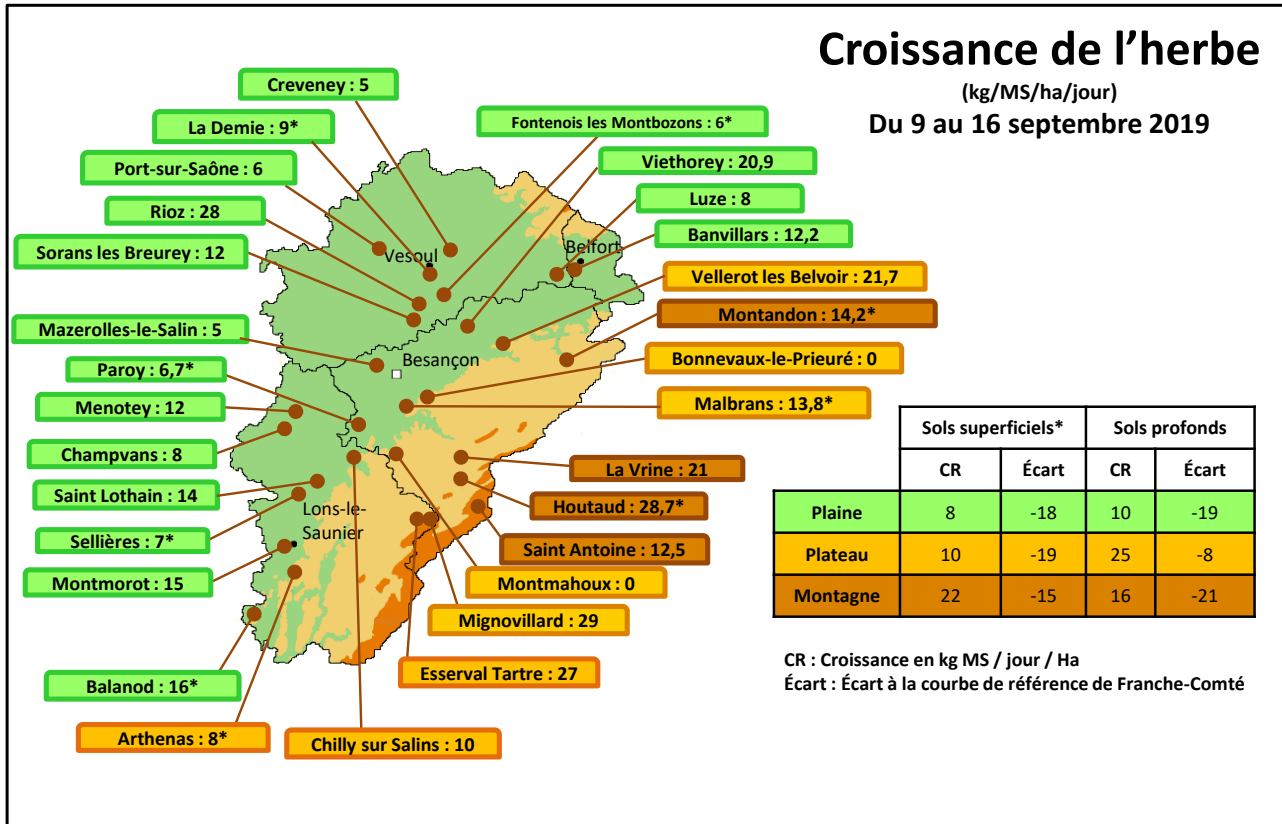 Croissance de l’herbe
(kg/MS/ha/jour)
Du 9 au 16 septembre 2019
Creveney : 5
La Demie : 9*
Port-sur-Saône : 6
Rioz : 28
Sorans les Breurey : 12
Mazerolles-le-Salin : 5
Paroy : 6,7*
Menotey : 12
Champvans : 8
Saint Lothain : 14
Sellières : 7*
Montmorot : 15
Balanod : 16*
Arthenas : 8*
Fontenois les Montbozons : 6*
Viethorey : 20,9
Luze : 8
Banvillars : 12,2
Vellerot les Belvoir : 21,7
Montandon : 14,2*
Bonnevaux-le-Prieuré : 0
Malbrans : 13,8*
La Vrine : 21
Houtaud : 28,7*
Saint Antoine : 12,5
Montmahoux : 0
Mignovillard : 29
Esserval Tartre : 27
Chilly sur Salins : 10
Vesoul
Belfort
Besançon
Lons-le-
Saunier
Sols superficiels* Sols profonds
CR Écart CR Écart
Plaine 8 -18 10 -19
Plateau 10 -19 25 -8
Montagne 22 -15 16 -21
CR : Croissance en kg MS / jour / Ha
Écart : Écart à la courbe de référence de Franche-Comté